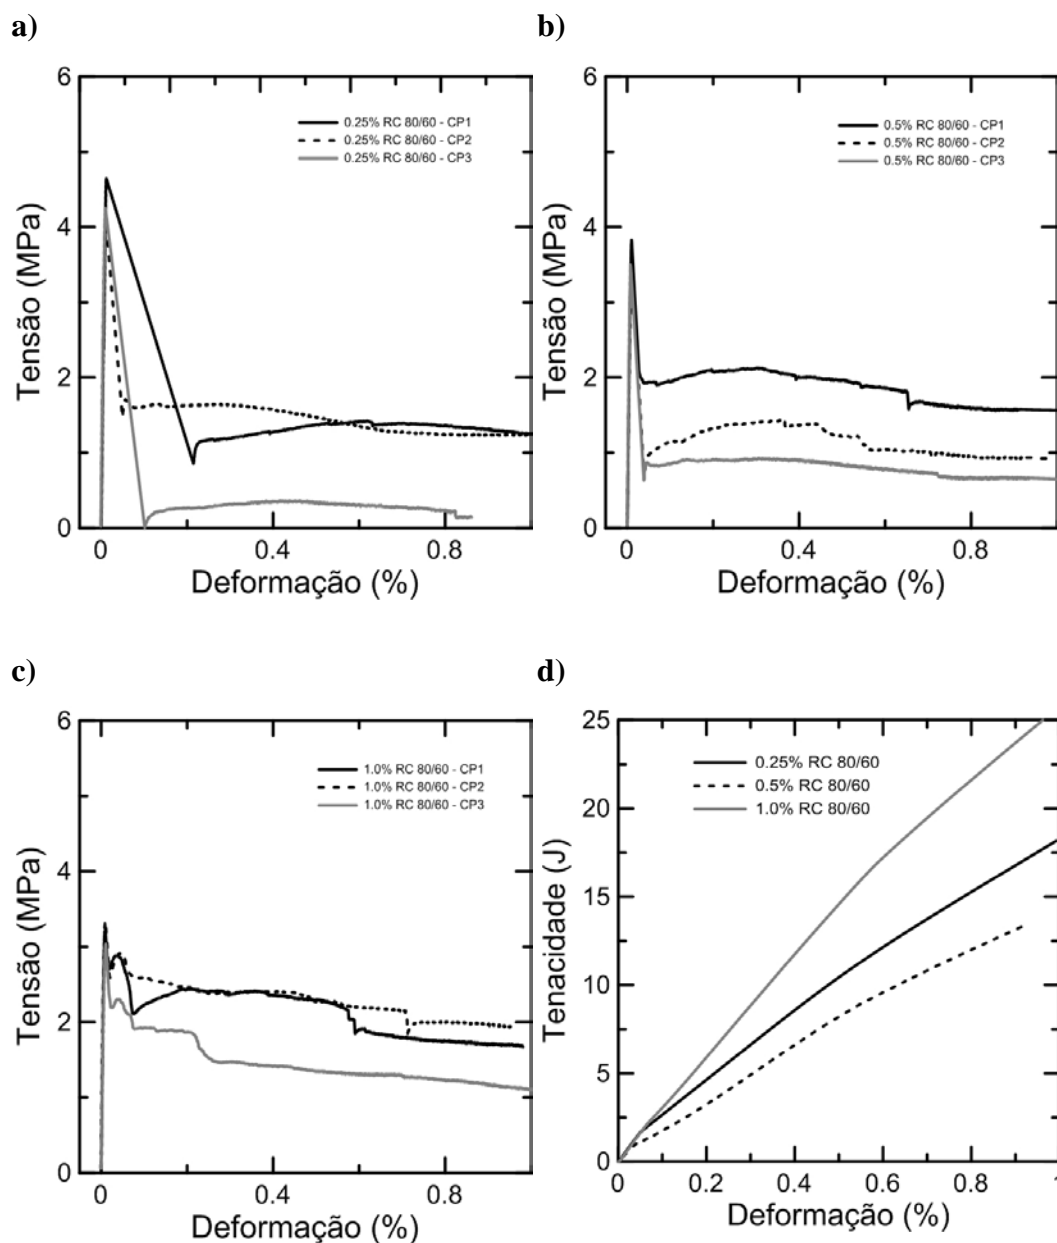 a)
6
4
2
0
Tensão (MPa)
0.25% RC 80/60 - CP1
0.25% RC 80/60 - CP2
0.25% RC 80/60 - CP3
0 0.4 0.8
Deformação (%)
b)
6
4
2
0
Tensão (MPa)
0.5% RC 80/60 - CP1
0.5% RC 80/60 - CP2
0.5% RC 80/60 - CP3
0 0.4 0.8
Deformação (%)
c)
6
4
2
0
Tensão (MPa)
1.0% RC 80/60 - CP1
1.0% RC 80/60 - CP2
1.0% RC 80/60 - CP3
0 0.4 0.8
Deformação (%)
d)
25
20
15
10
5
0
Tenacidade (J)
0.25% RC 80/60
0.5% RC 80/60
1.0% RC 80/60
0 0.2 0.4 0.6 0.8 1
Deformação (%)